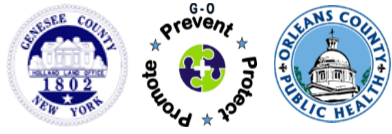 GENESEE COUNTY
HOLLAND LAND OFFICE
1802
NEW YORK
G-O
Prevent
Promote
Protect
ORLEANS COUNTY
PUBLIC HEALTH